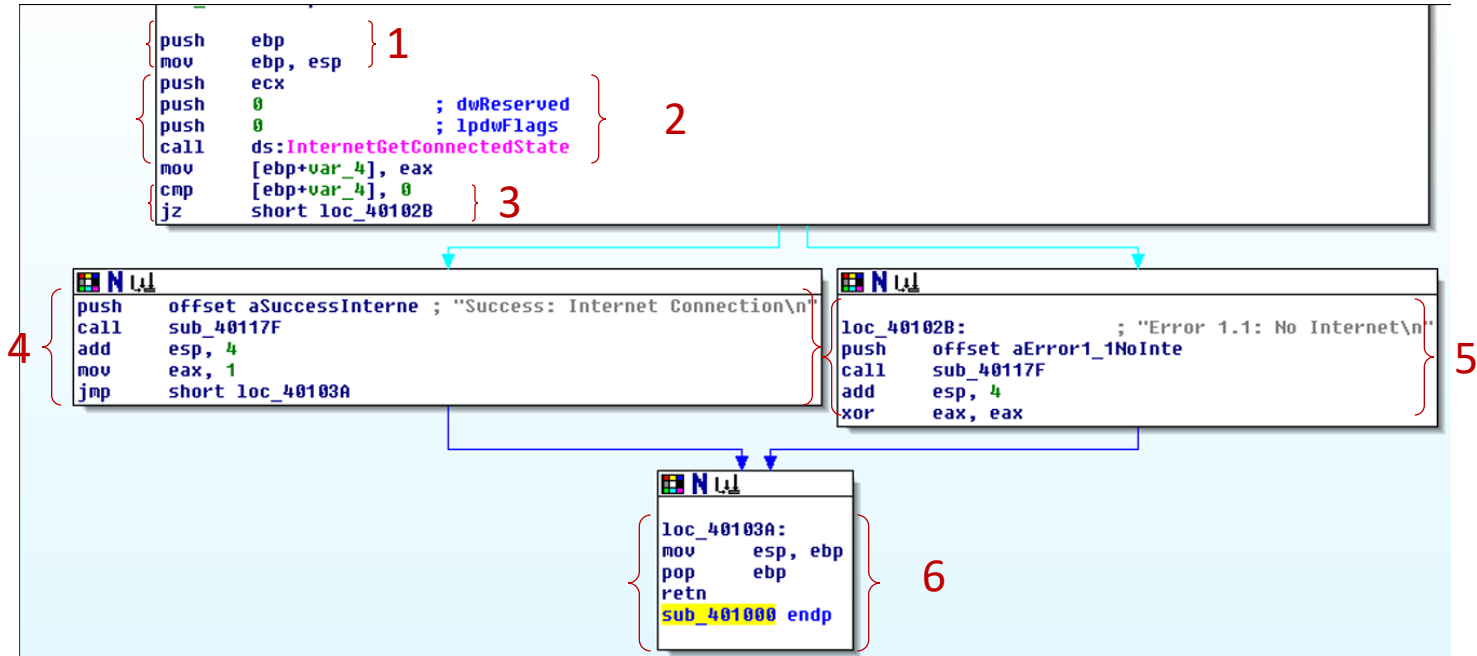 push ebp
mov ebp, esp
1
push ecx
push 0 ; dwReserved
push 0 ; lpdwFlags
call ds:InternetGetConnectedState
2
mov [ebp+var_4], eax
cmp [ebp+var_4], 0
jz short loc_40102B
3
4
N
push offset aSuccessInterne ; "Success: Internet Connection\n"
call sub_40117F
add esp, 4
mov eax, 1
jmp short loc_40103A
N
loc_40102B: ; "Error 1.1: No Internet\n"
push offset aError1_1NoInte
call sub_40117F
add esp, 4
xor eax, eax
5
N
loc_40103A:
mov esp, ebp
pop ebp
retn
sub_401000 endp
6